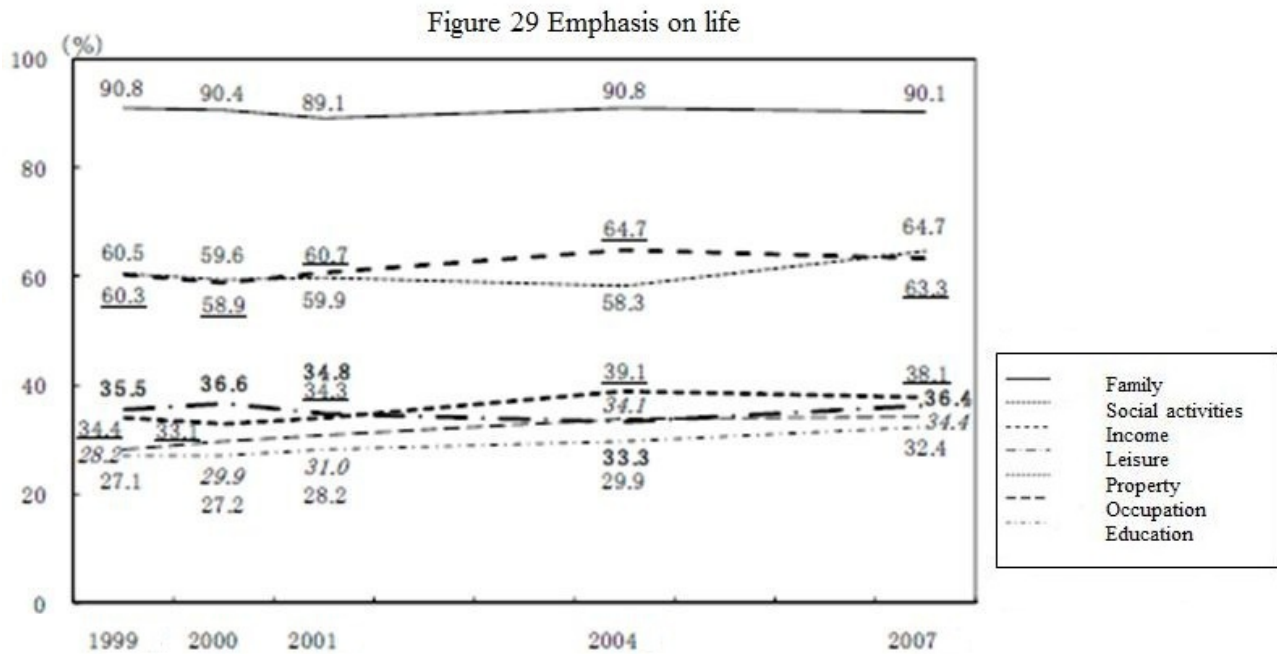 Figure 29 Emphasis on life
(%)
100
90.8 90.4 89.1 90.8 90.1
80
60.5 59.6 60.7 64.7 64.7
60
60.3 58.9 59.9 58.3 63.3
40
35.5 36.6 34.8 39.1 38.1
34.3 34.1 36.4
34.4 33.1 34.4
28.2 29.9 31.0 33.3 32.4
27.1 27.2 28.2 29.9
20
0
1999 2000 2001 2004 2007
Family
Social activities
Income
Leisure
Property
Occupation
Education